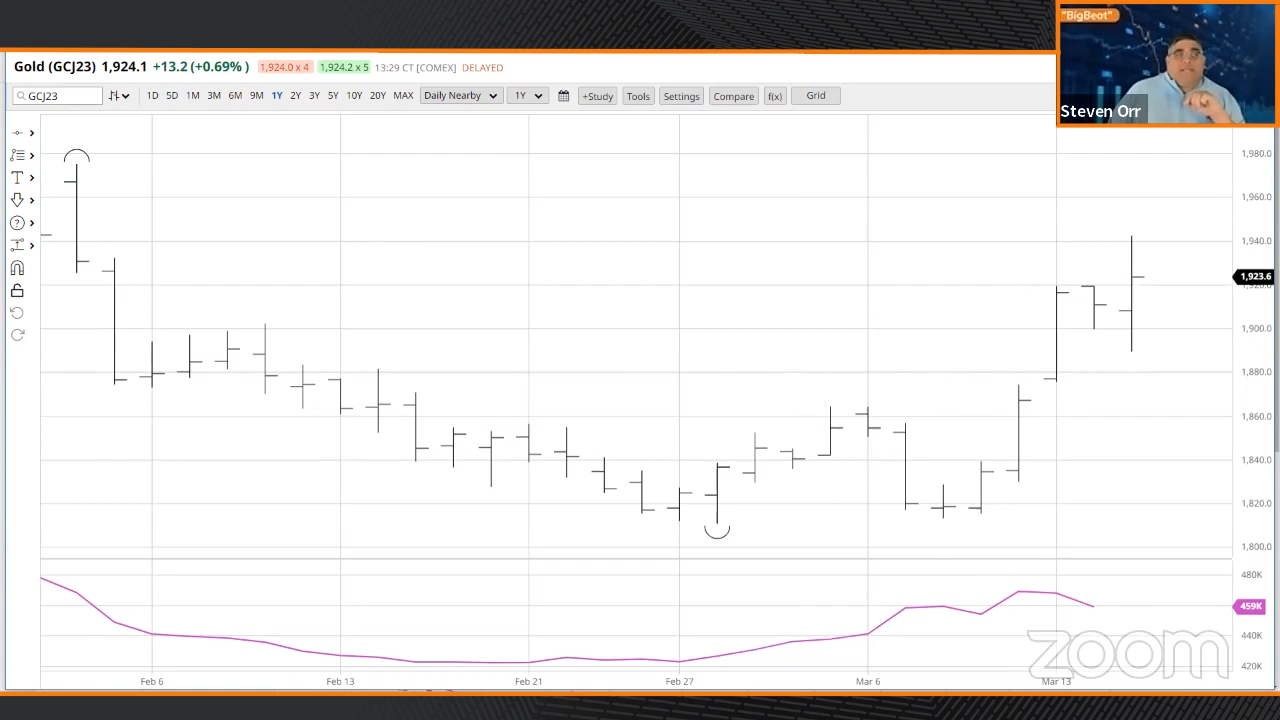 "BigBeot"
Steven Orr
Gold (GCJ23) 1,924.1 +13.2 (+0.69%) 1,924.0 x 4 1,924.2 x 5 13:29 CT [COMEX] DELAYED
GCJ23 1D 5D 1M 3M 6M 9M 1Y 2Y 3Y 5Y 10Y 20Y MAX Daily Nearby 1Y +Study Tools Settings Compare f(x) Grid
T
?
1,980.0
1,960.0
1,940.0
1,923.6
1,920.0
1,900.0
1,880.0
1,860.0
1,840.0
1,820.0
1,800.0
480K
459K
440K
420K
zoom
Feb 6 Feb 13 Feb 21 Feb 27 Mar 6 Mar 13